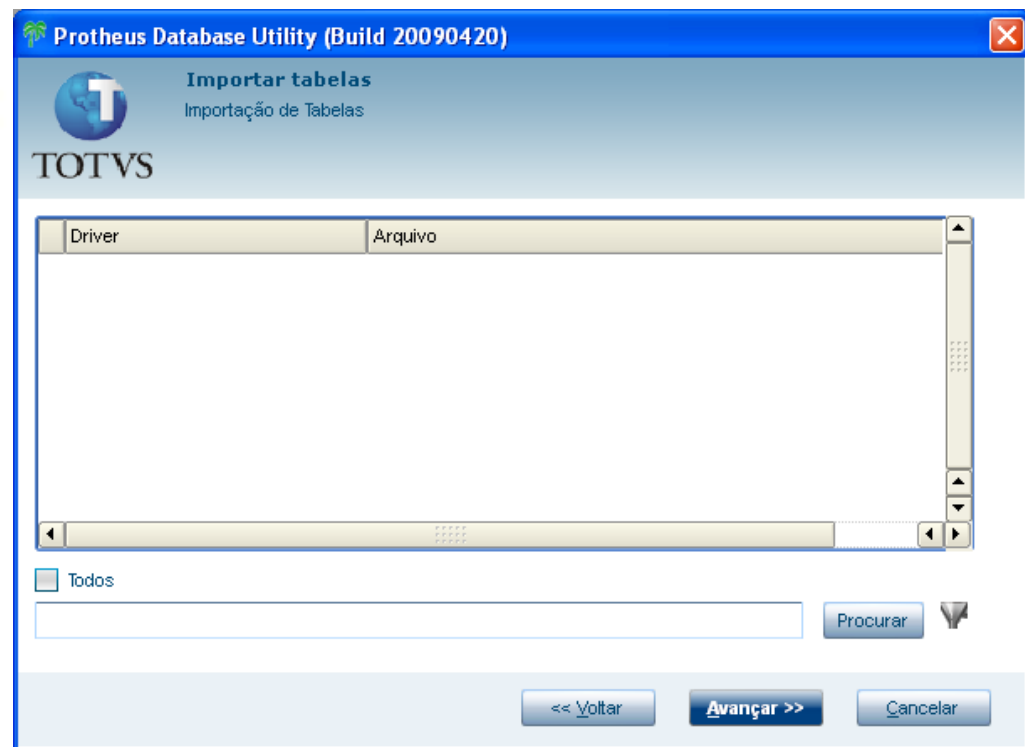 Protheus Database Utility (Build 20090420)
Importar tabelas
Importação de Tabelas
TOTVS
Driver Arquivo
Todos
Procurar
<< Voltar Avançar >> Cancelar